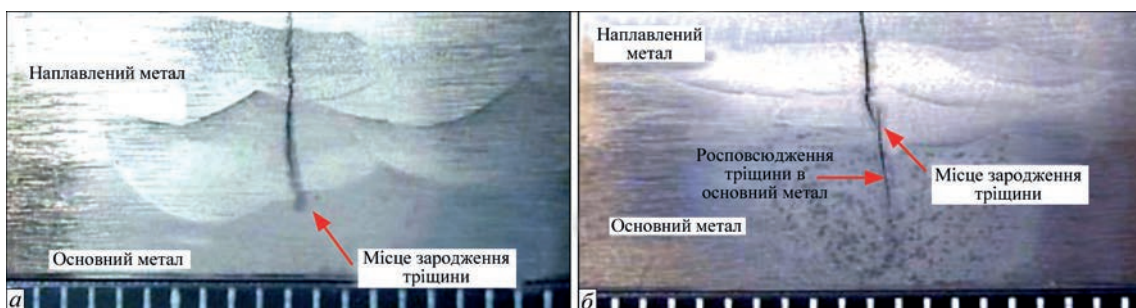 Наплавлений метал
Основний метал
Місце зародження
тріщини
а
Наплавлений
метал
Росповсюдження
тріщини в
основний метал
Місце зародження
тріщини
Основний метал
б